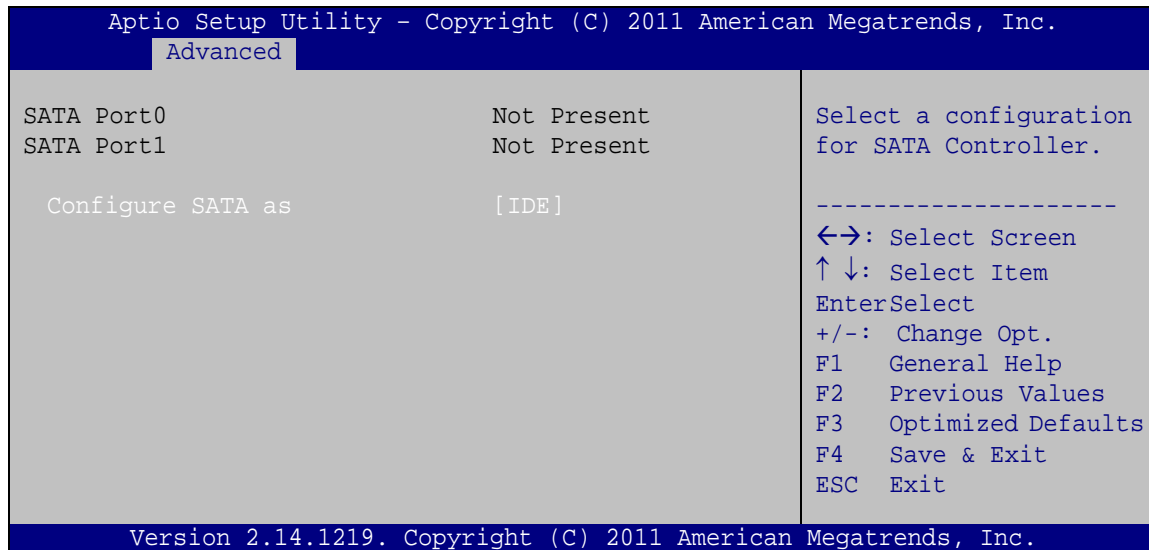 Aptio Setup Utility – Copyright (C) 2011 American Megatrends, Inc.
Advanced
SATA Port0 Not Present
SATA Port1 Not Present
Configure SATA as [IDE]
Select a configuration
for SATA Controller.
---------------------
←→: Select Screen
↑ ↓: Select Item
EnterSelect
+/-: Change Opt.
F1 General Help
F2 Previous Values
F3 Optimized Defaults
F4 Save & Exit
ESC Exit
Version 2.14.1219. Copyright (C) 2011 American Megatrends, Inc.